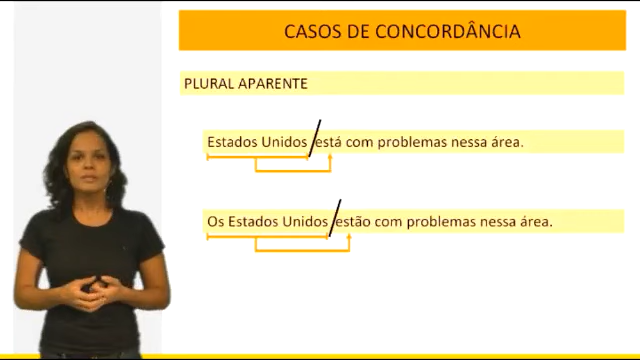 CASOS DE CONCORDÂNCIA
PLURAL APARENTE
Estados Unidos está com problemas nessa área.
Os Estados Unidos estão com problemas nessa área.